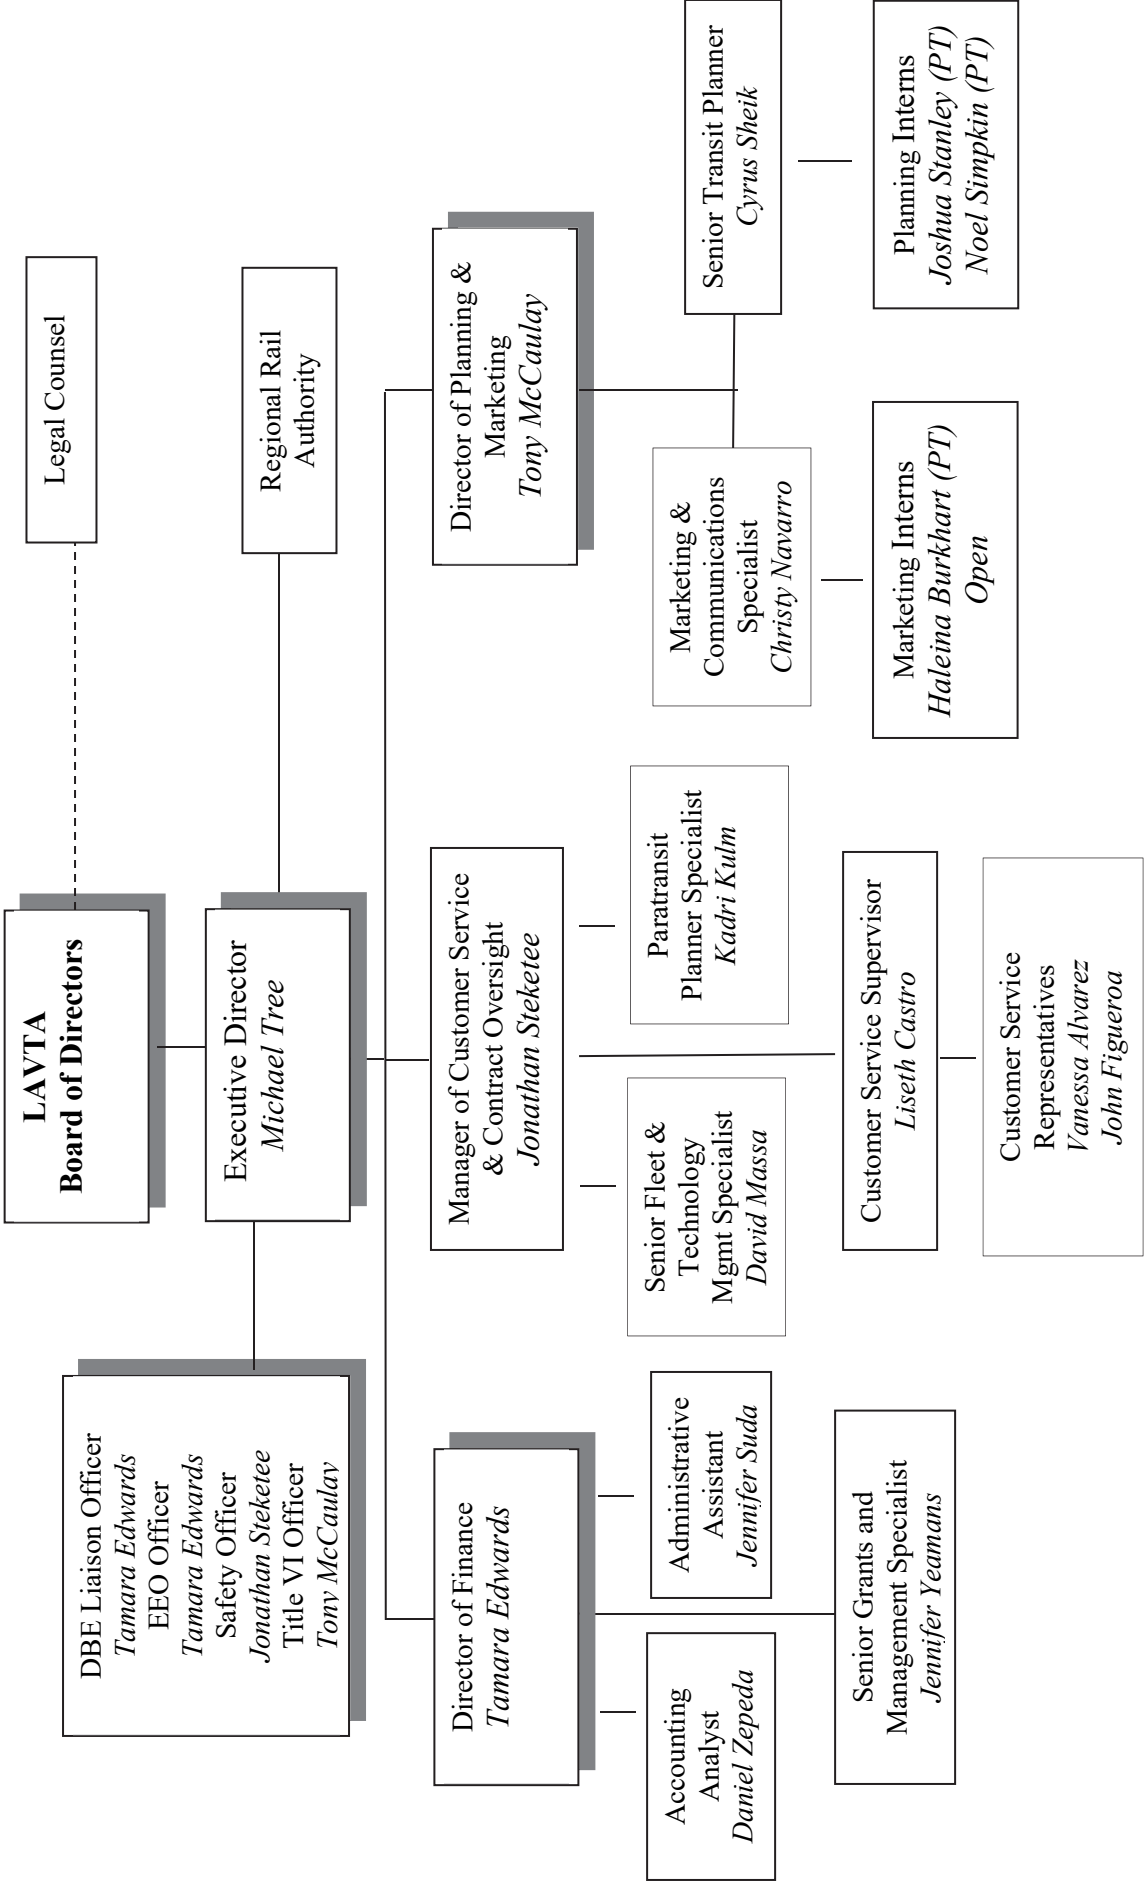 LAVTA
Board of Directors
Legal Counsel
DBE Liaison Officer
Tamara Edwards
EEO Officer
Tamara Edwards
Safety Officer
Jonathan Steketee
Title VI Officer
Tony McCaulay
Executive Director
Michael Tree
Regional Rail
Authority
Director of Finance
Tamara Edwards
Manager of Customer Service
& Contract Oversight
Jonathan Steketee
Director of Planning &
Marketing
Tony McCaulay
Accounting
Analyst
Daniel Zepeda
Administrative
Assistant
Jennifer Suda
Senior Fleet &
Technology
Mgmt Specialist
David Massa
Paratransit
Planner Specialist
Kadri Kulm
Marketing &
Communications
Specialist
Christy Navarro
Senior Transit Planner
Cyrus Sheik
Senior Grants and
Management Specialist
Jennifer Yeamans
Customer Service Supervisor
Liseth Castro
Marketing Interns
Haleina Burkhart (PT)
Open
Planning Interns
Joshua Stanley (PT)
Noel Simpkin (PT)
Customer Service
Representatives
Vanessa Alvarez
John Figueroa